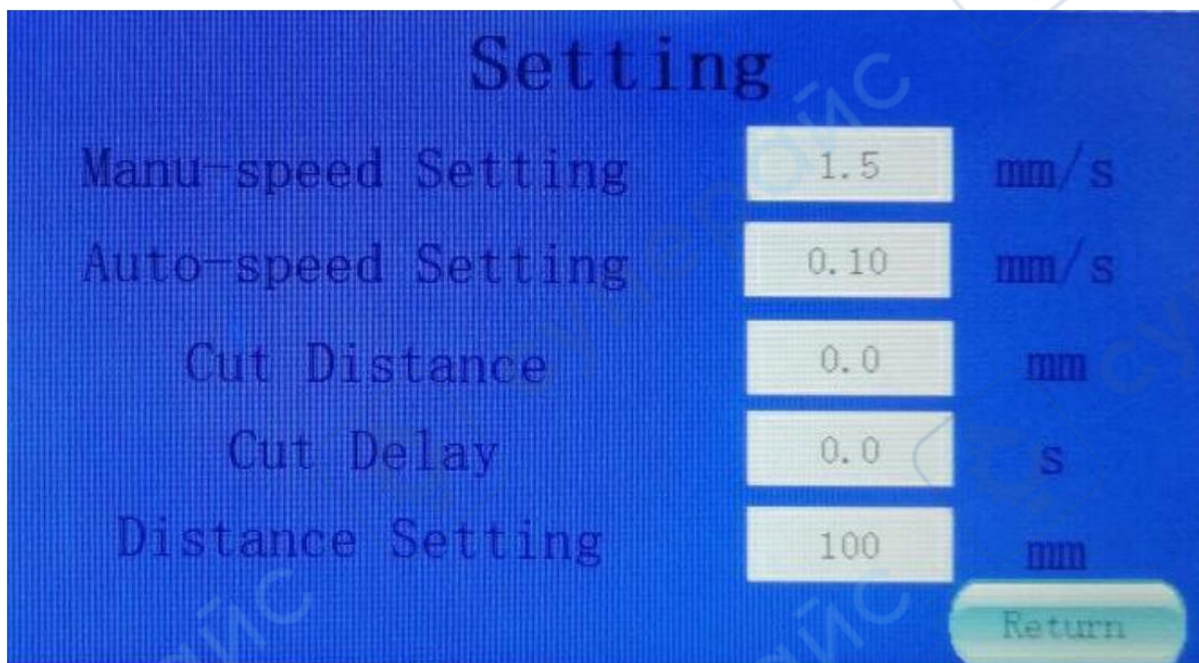 Setting
Manu-speed Setting 1.5 mm/s
Auto-speed Setting 0.10 mm/s
Cut Distance 0.0 mm
Cut Delay 0.0 s
Distance Setting 100 mm
Return